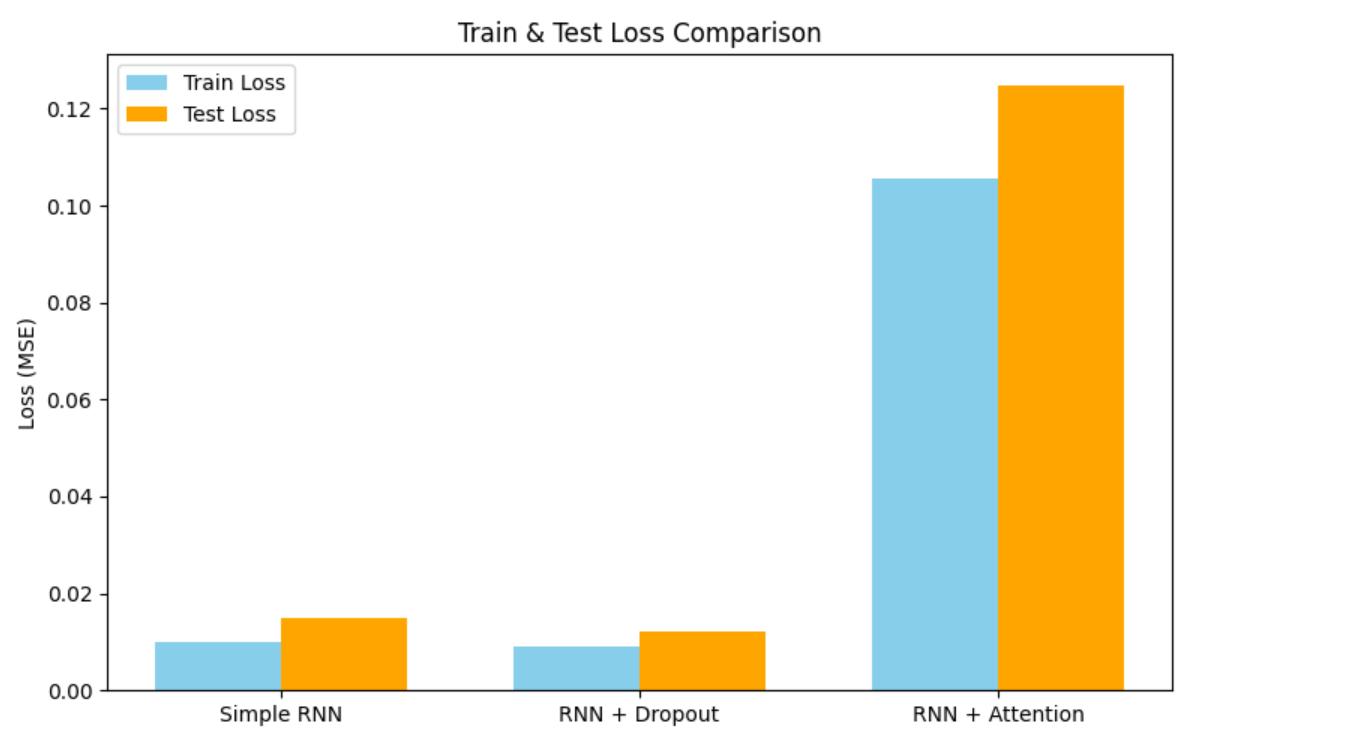 Train & Test Loss Comparison
Train Loss
Test Loss
Loss (MSE)
0.12
0.10
0.08
0.06
0.04
0.02
0.00
Simple RNN
RNN + Dropout
RNN + Attention